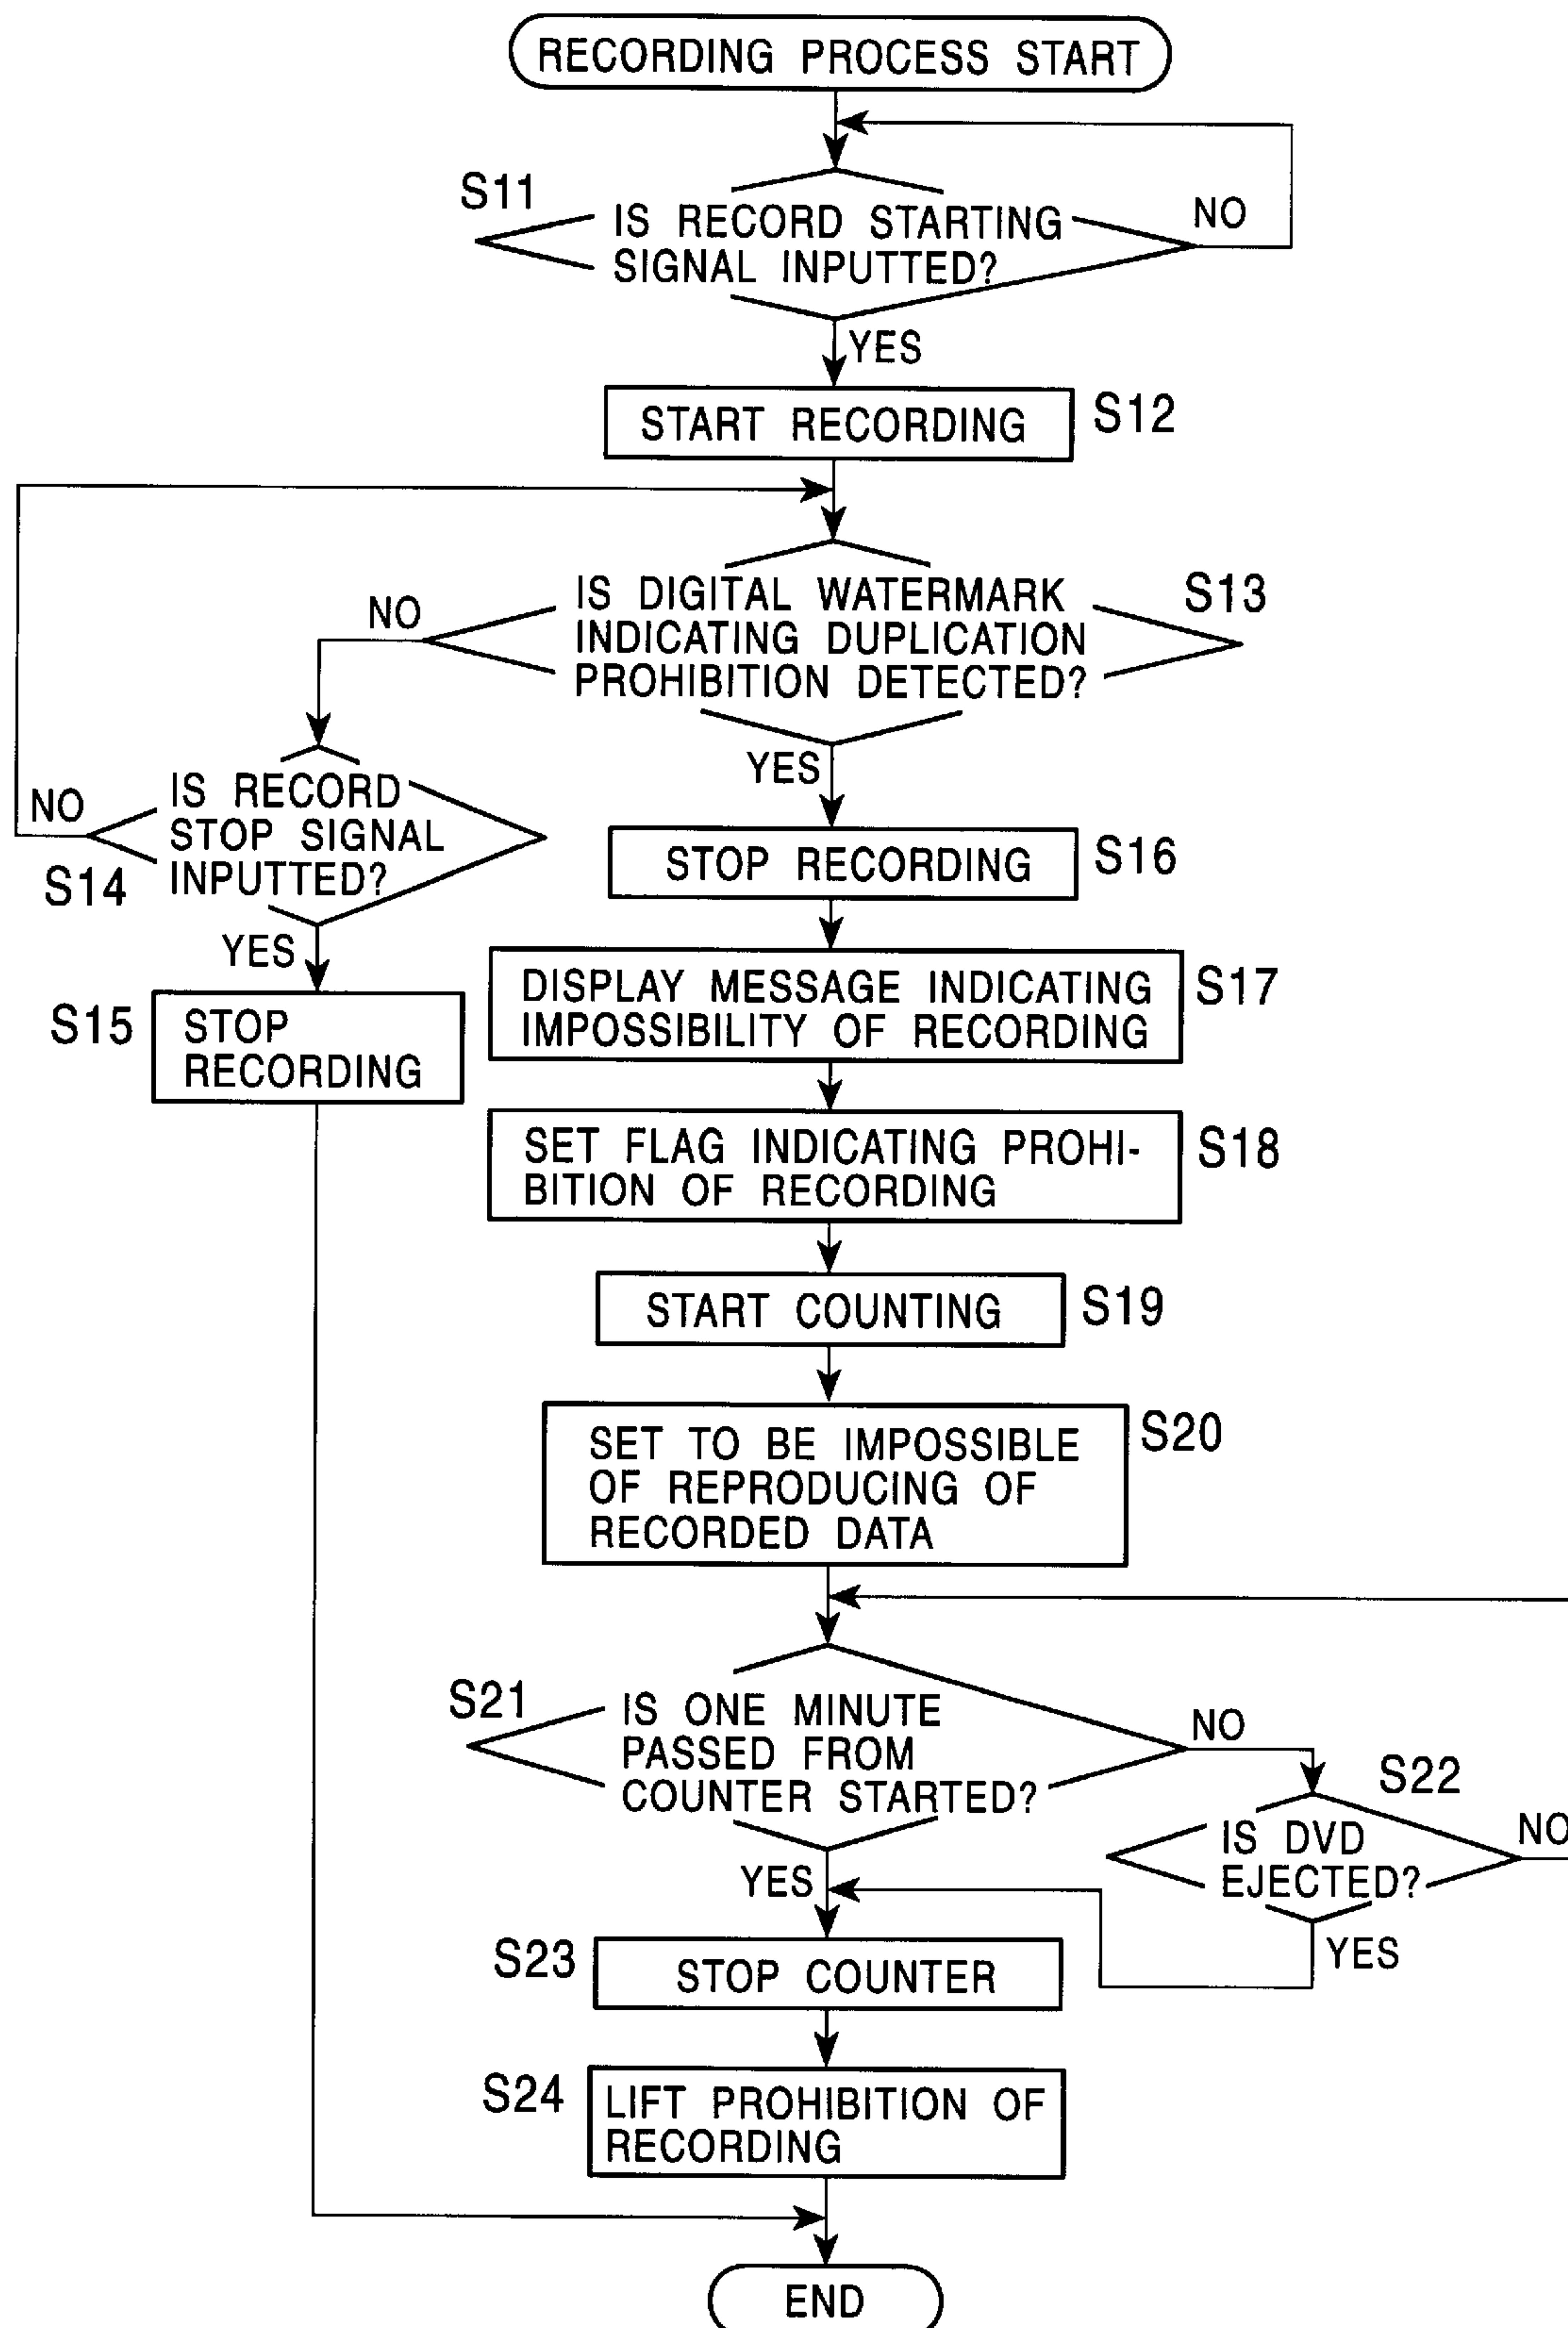 RECORDING PROCESS START
S11
IS RECORD STARTING
SIGNAL INPUTTED?
NO
YES
START RECORDING
S12
IS DIGITAL WATERMARK
INDICATING DUPLICATION
PROHIBITION DETECTED?
S13
NO
YES
IS RECORD
STOP SIGNAL
INPUTTED?
NO
S14
YES
S15
STOP
RECORDING
STOP RECORDING
S16
DISPLAY MESSAGE INDICATING
IMPOSSIBILITY OF RECORDING
S17
SET FLAG INDICATING PROHI-
BITION OF RECORDING
S18
START COUNTING
S19
SET TO BE IMPOSSIBLE
OF REPRODUCING OF
RECORDED DATA
S20
S21
IS ONE MINUTE
PASSED FROM
COUNTER STARTED?
NO
S22
IS DVD
EJECTED?
NO
YES
YES
S23
STOP COUNTER
S24
LIFT PROHIBITION OF
RECORDING
END